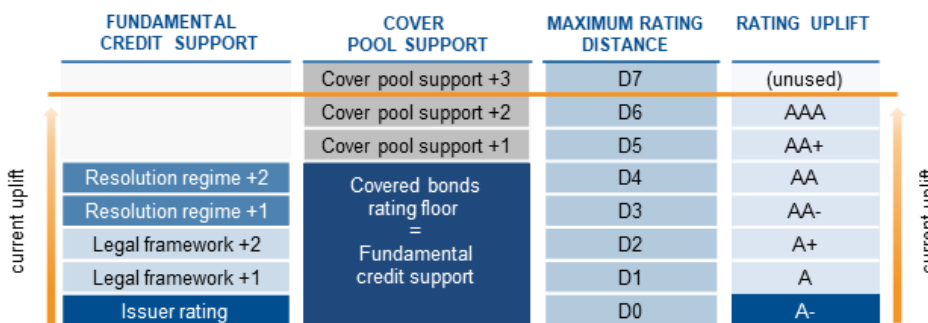 FUNDAMENTAL CREDIT SUPPORT
COVER POOL SUPPORT
MAXIMUM RATING DISTANCE
RATING UPLIFT
Cover pool support +3
D7
(unused)
Cover pool support +2
D6
AAA
Cover pool support +1
D5
AA+
Resolution regime +2
D4
AA
Resolution regime +1
D3
AA-
Legal framework +2
D2
A+
Legal framework +1
D1
A
Issuer rating
D0
A-
Covered bonds
rating floor
=
Fundamental
credit support
current uplift
current uplift